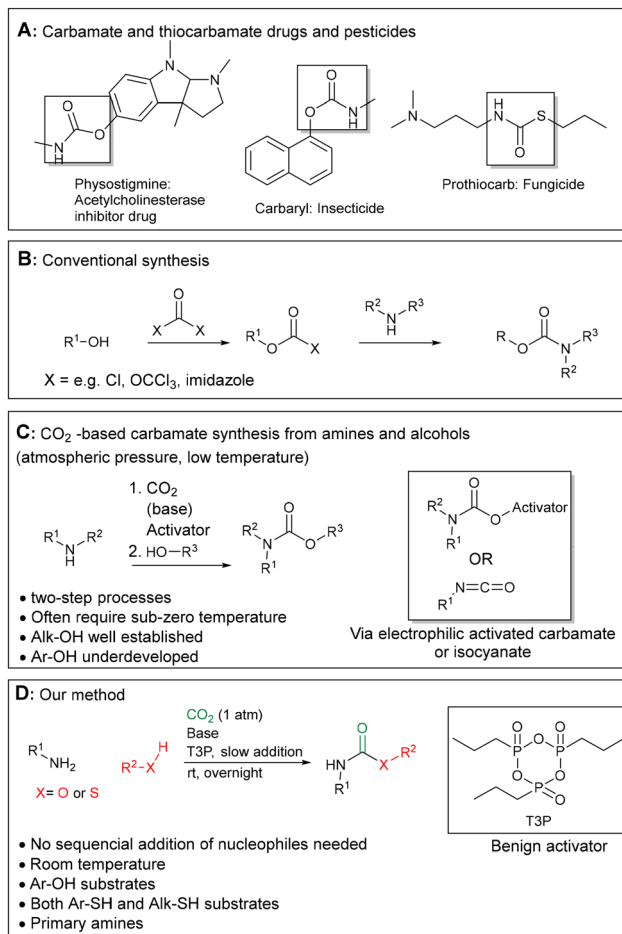 A: Carbamate and thiocarbamate drugs and pesticides
N
N
O
N
H
O
Physostigmine:
Acetylcholinesterase
inhibitor drug
O
O
N
H
Carbaryl: Insecticide
N
H
N
S
O
Prothiocarb: Fungicide
B: Conventional synthesis
R¹-OH
O
X
X
R¹
O
O
X
R²
N
H
R³
R
O
O
N
R³
R²
X = e.g. Cl, OCCl₃, imidazole
C: CO₂ -based carbamate synthesis from amines and alcohols
(atmospheric pressure, low temperature)
R¹
N
H
R²
1. CO₂
(base)
Activator
2. HO-R³
R²
N
R¹
O
O
R³
R²
N
R¹
O
O
Activator
OR
N=C=O
R¹
Via electrophilic activated carbamate
or isocyanate
• two-step processes
• Often require sub-zero temperature
• Alk-OH well established
• Ar-OH underdeveloped
D: Our method
R¹
NH₂
H
R²-X
X= O or S
CO₂ (1 atm)
Base
T3P, slow addition
rt, overnight
O
HN
R¹
X
R²
O
P
O
O
P
O
O
P
O
T3P
Benign activator
• No sequencial addition of nucleophiles needed
• Room temperature
• Ar-OH substrates
• Both Ar-SH and Alk-SH substrates
• Primary amines